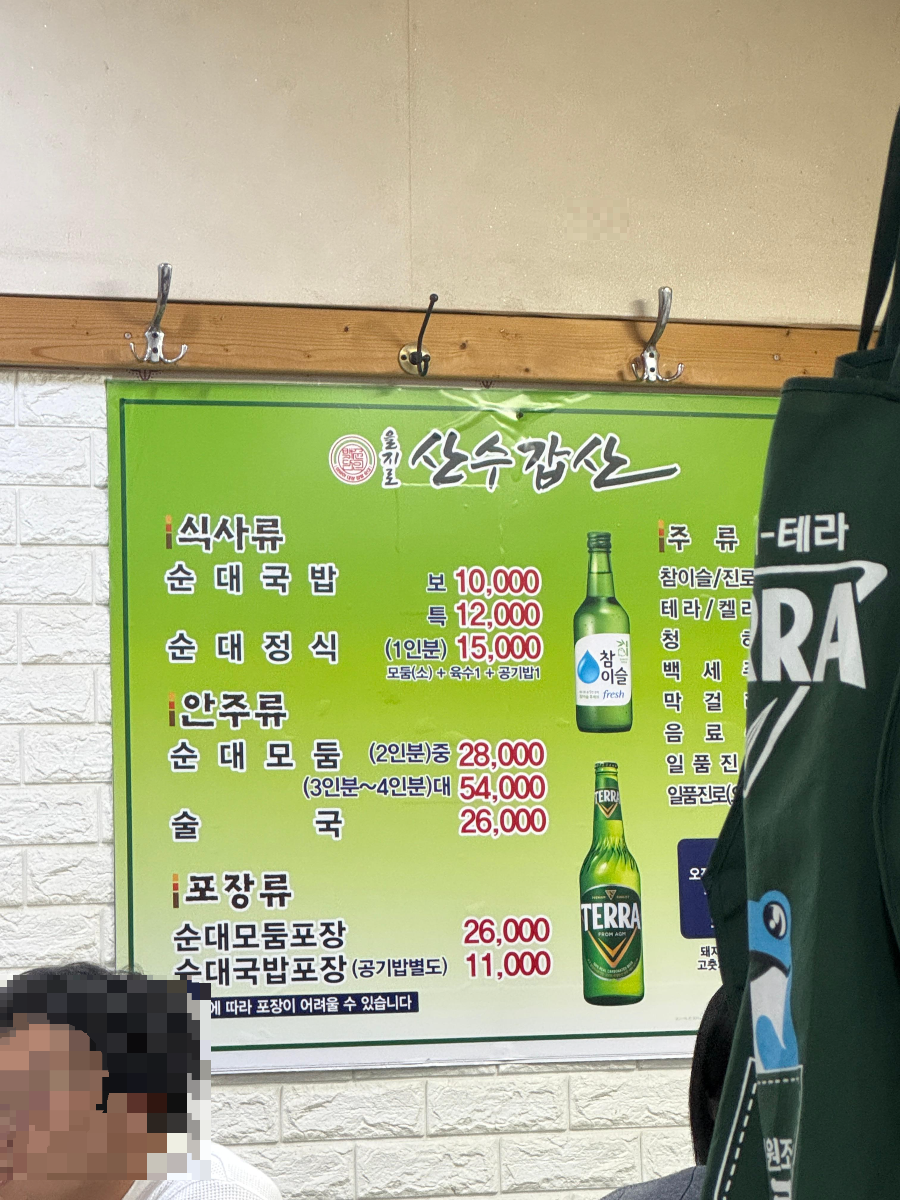 을지로 산수갑산
식사류
순대국밥 보 10,000
특 12,000
순대정식 (1인분) 15,000
모둠(소) + 육수1 + 공기밥1
안주류
순대모둠 (2인분)중 28,000
(3인분~4인분)대 54,000
술국 26,000
포장류
순대모둠포장 26,000
순대국밥포장 (공기밥별도) 11,000
에 따라 포장이 어려울 수 있습니다
참이슬
fresh
TERRA
TERRA
FROM AGM
주류
참이슬/진로
테라/켈
청
백세
막걸
음료
일품진
일품진로
-테라
RRA
원조